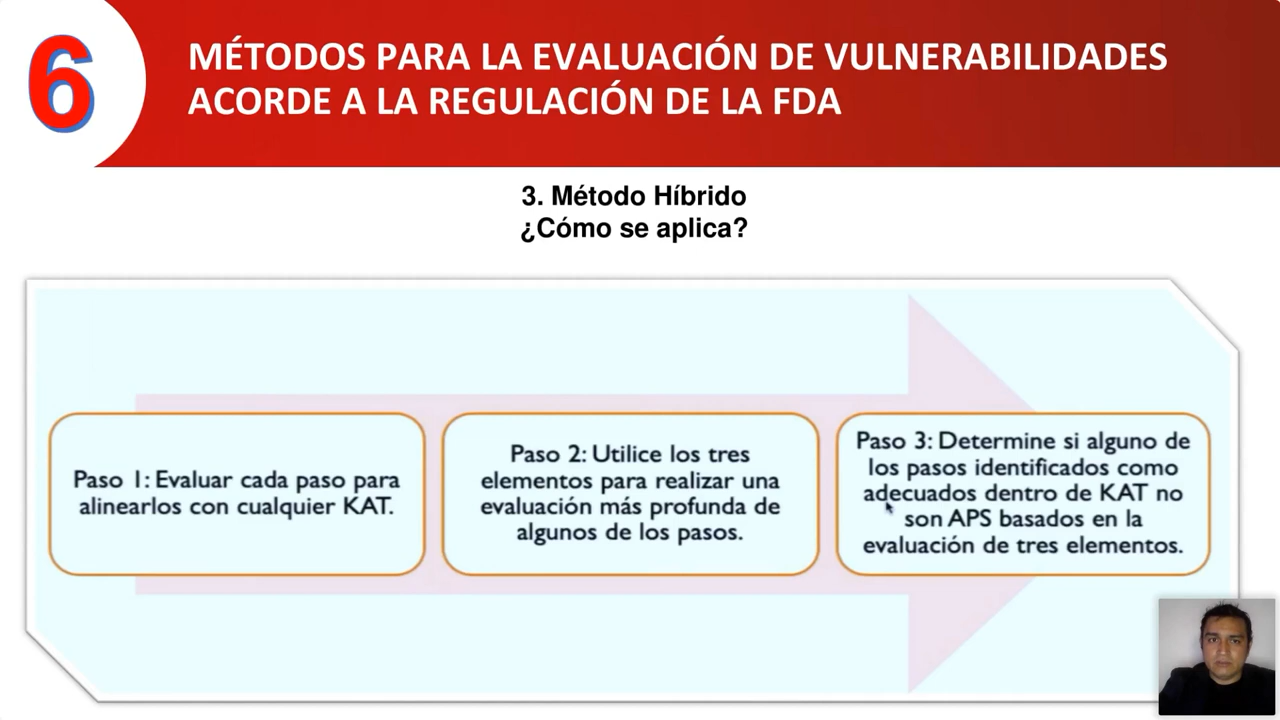 6
MÉTODOS PARA LA EVALUACIÓN DE VULNERABILIDADES
ACORDE A LA REGULACIÓN DE LA FDA
3. Método Híbrido
¿Cómo se aplica?
Paso 1: Evaluar cada paso para
alinearlos con cualquier KAT.
Paso 2: Utilice los tres
elementos para realizar una
evaluación más profunda de
algunos de los pasos.
Paso 3: Determine si alguno de
los pasos identificados como
adecuados dentro de KAT no
son APS basados en la
evaluación de tres elementos.